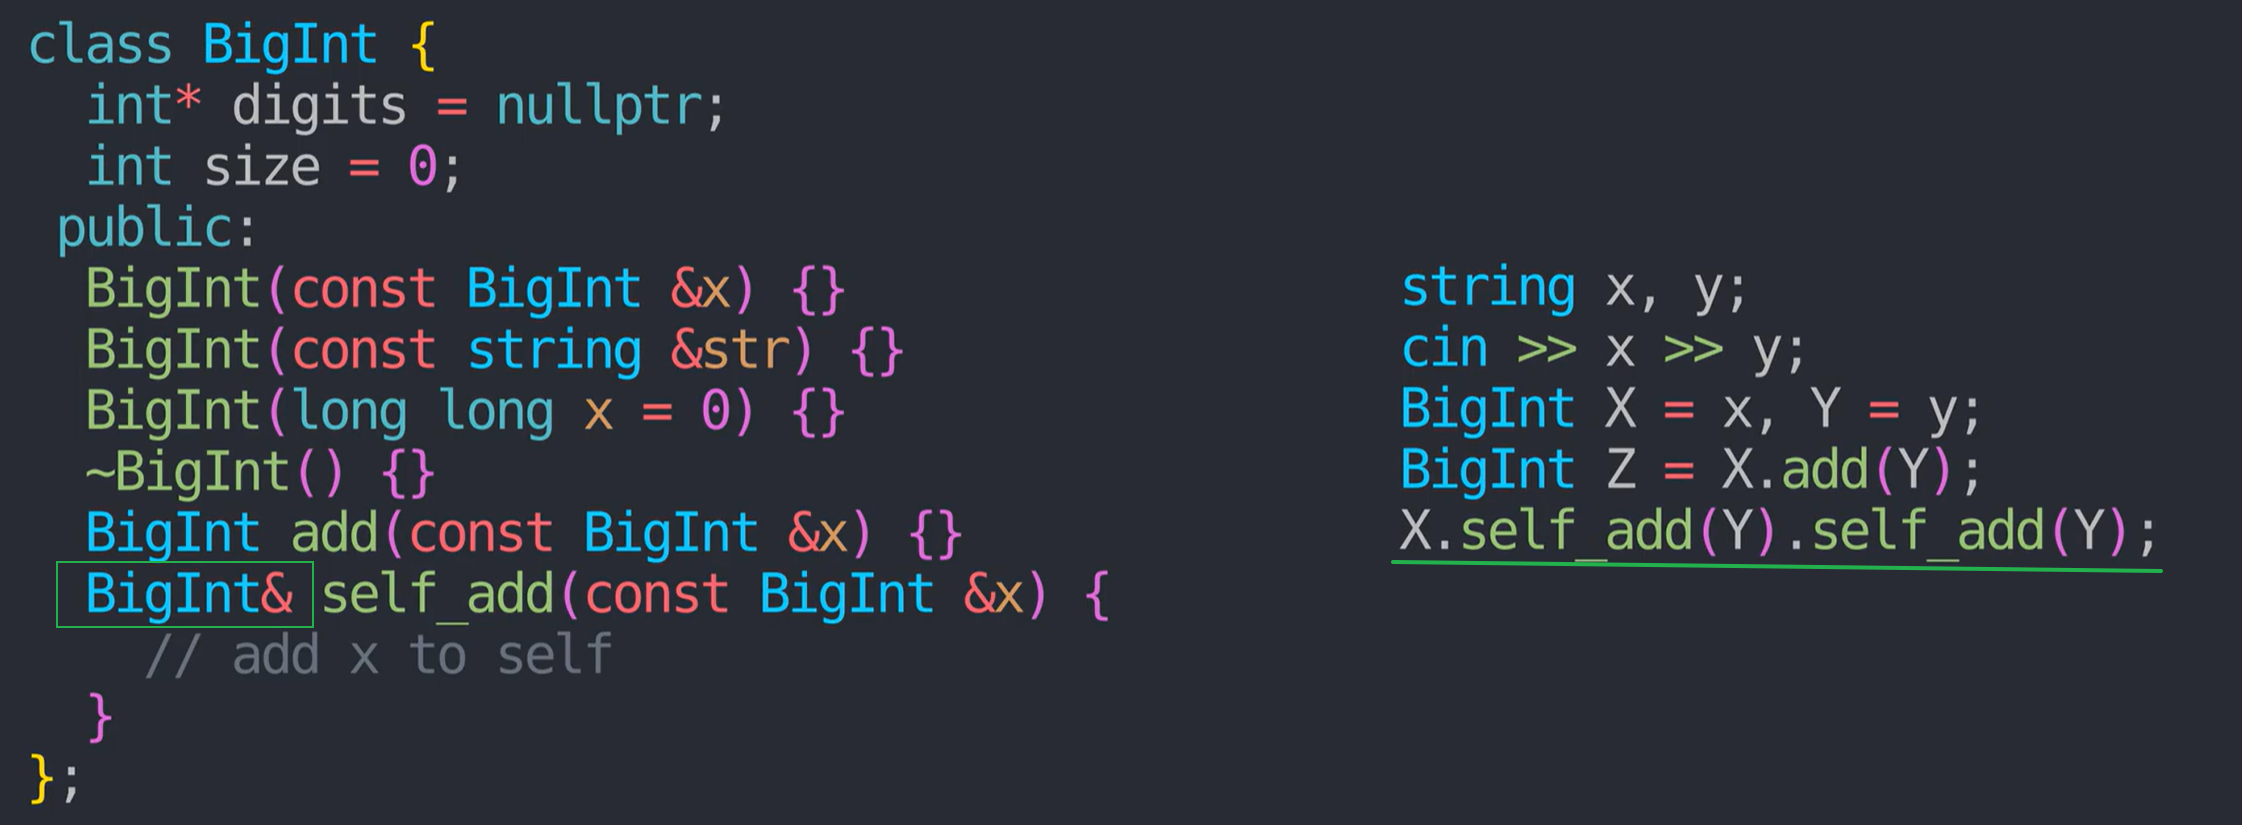 class BigInt {
int* digits = nullptr;
int size = 0;
public:
BigInt(const BigInt &x) {}
BigInt(const string &str) {}
BigInt(long long x = 0) {}
~BigInt() {}
BigInt add(const BigInt &x) {}
BigInt& self_add(const BigInt &x) {
// add x to self
}
};
string x, y;
cin >> x >> y;
BigInt X = x, Y = y;
BigInt Z = X.add(Y);
X.self_add(Y).self_add(Y);